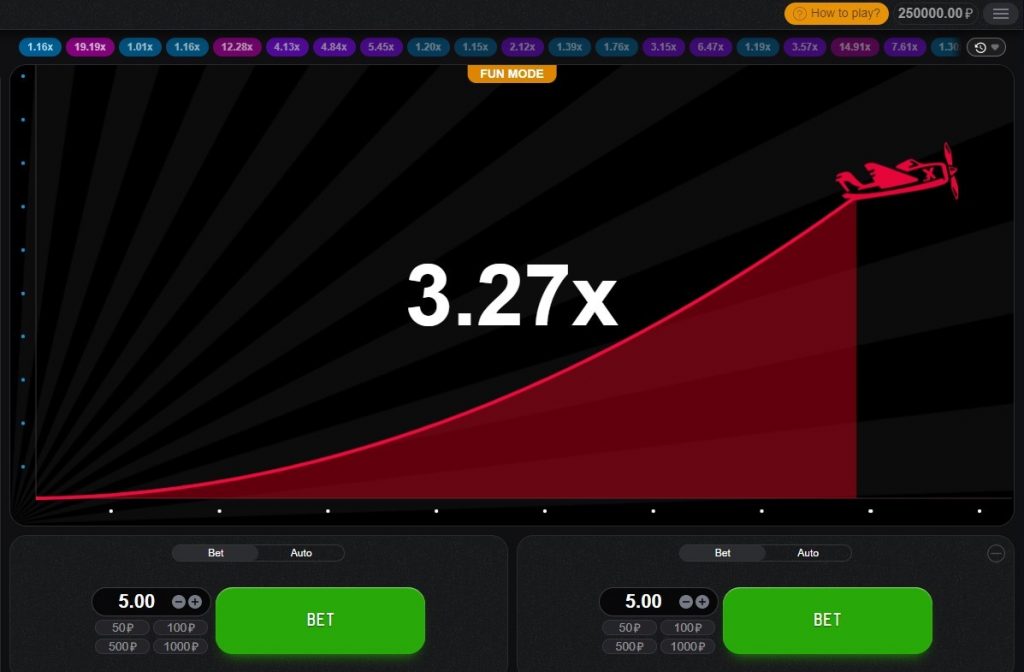 How to play? 250000.00₽
1.16x 19.19x 1.01x 1.16x 12.28x 4.13x 4.84x 5.45x 1.20x 1.15x 2.12x 1.39x 1.76x 3.15x 6.47x 1.19x 3.57x 14.91x 7.61x 1.30
FUN MODE
X
3.27x
Bet Auto Bet Auto
5.00 BET 5.00 BET
50₽ 100₽ 50₽ 100₽
500₽ 1000₽ 500₽ 1000₽